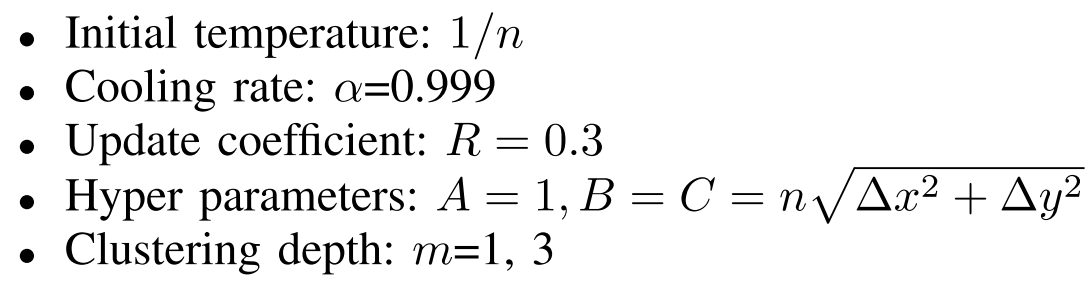 • Initial temperature: 1/n
• Cooling rate: α=0.999
• Update coefficient: R = 0.3
• Hyper parameters: A = 1, B = C = n√(Δx² + Δy²)
• Clustering depth: m=1, 3